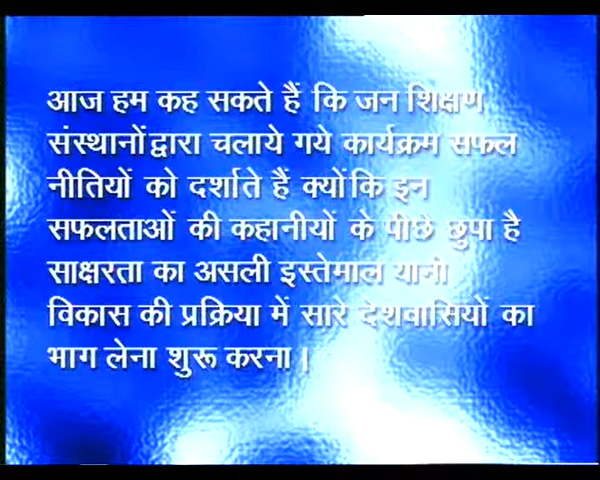 आज हम कह सकते हैं कि जन शिक्षण
संस्थानों द्वारा चलाये गये कार्यक्रम सफल
नीतियों को दर्शाते हैं क्योंकि इन
सफलताओं की कहानीयों के पीछे छुपा है
साक्षरता का असली इस्तेमाल यानी
विकास की प्रक्रिया में सारे देशवासियों का
भाग लेना शुरू करना।